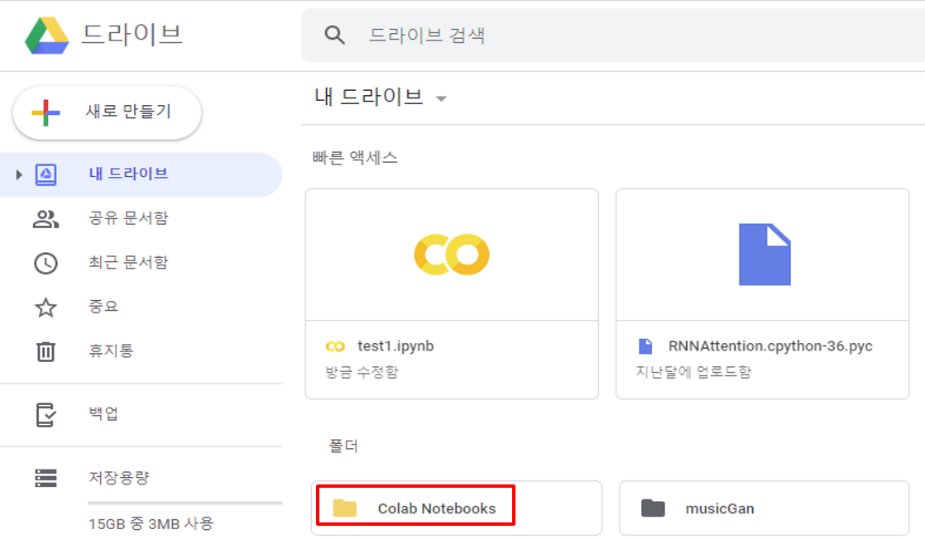 드라이브
드라이브 검색
새로 만들기
내 드라이브
공유 문서함
최근 문서함
중요
휴지통
백업
저장용량
15GB 중 3MB 사용
내 드라이브
빠른 액세스
test1.ipynb
방금 수정함
RNNAttention.cpython-36.pyc
지난달에 업로드함
폴더
Colab Notebooks
musicGan